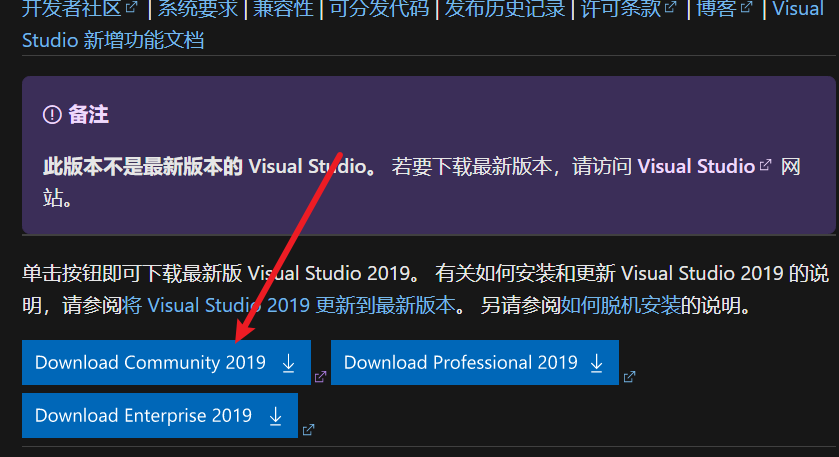 开发者社区 | 系统要求 | 兼容性 | 可分发代码 | 发布历史记录 | 许可条款 | 博客 | Visual
Studio 新增功能文档
备注
此版本不是最新版本的 Visual Studio。 若要下载最新版本，请访问 Visual Studio 网
站。
单击按钮即可下载最新版 Visual Studio 2019。 有关如何安装和更新 Visual Studio 2019 的说
明，请参阅将 Visual Studio 2019 更新到最新版本。 另请参阅如何脱机安装的说明。
Download Community 2019 Download Professional 2019
Download Enterprise 2019